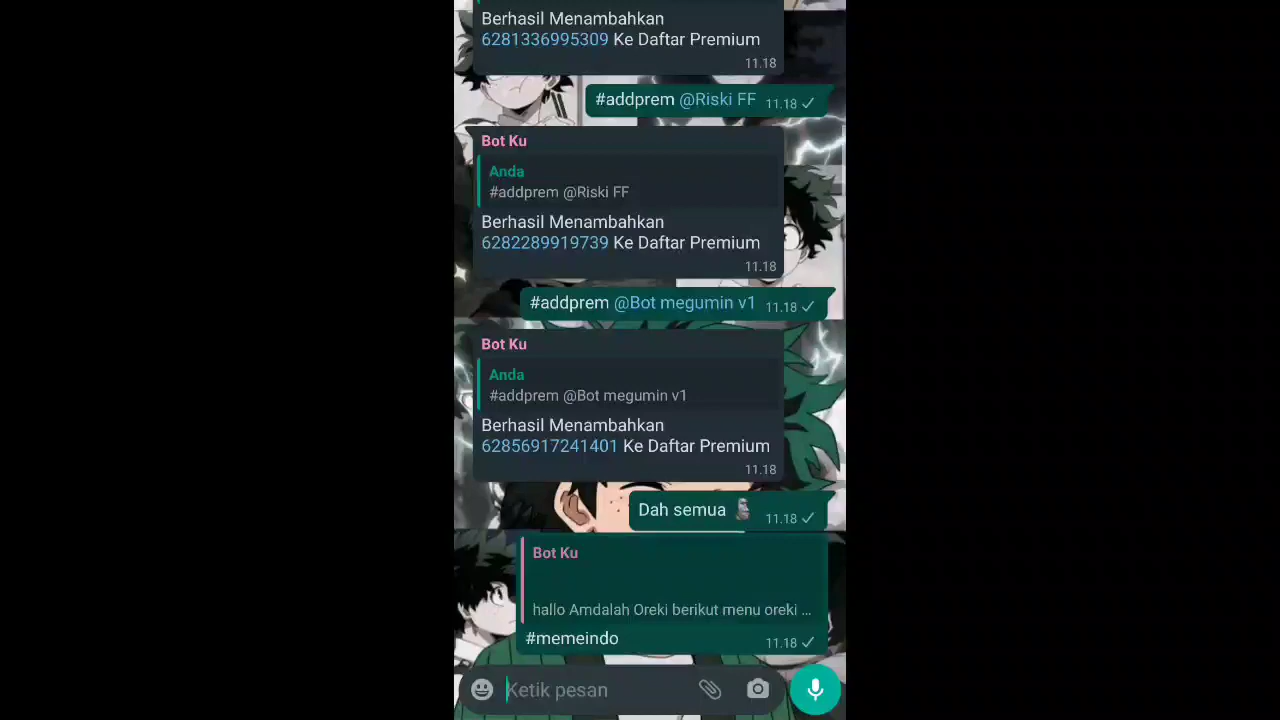 Berhasil Menambahkan
6281336995309 Ke Daftar Premium
11.18
#addprem @Riski FF 11.18
Bot Ku
Anda
#addprem @Riski FF
Berhasil Menambahkan
6282289919739 Ke Daftar Premium
11.18
#addprem @Bot megumin v1 11.18
Bot Ku
Anda
#addprem @Bot megumin v1
Berhasil Menambahkan
62856917241401 Ke Daftar Premium
11.18
Dah semua 🗿 11.18
Bot Ku
hallo Amdalah Oreki berikut menu oreki ...
#memeindo 11.18
Ketik pesan